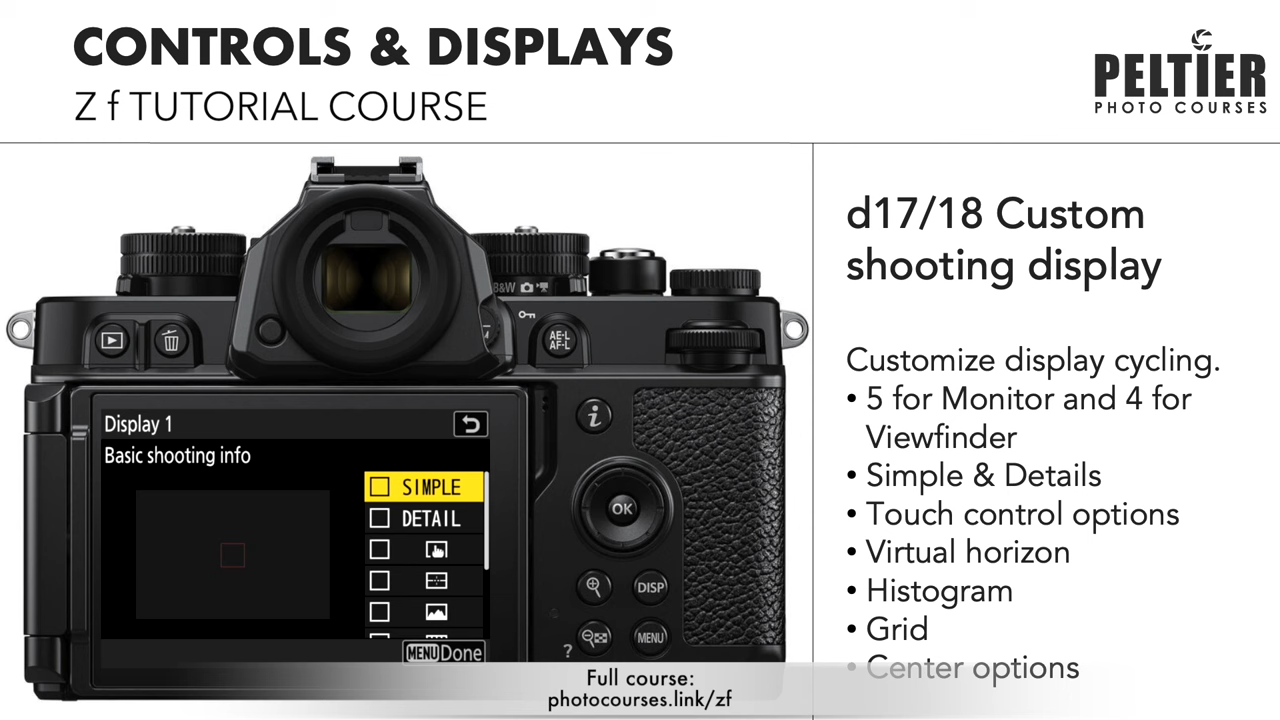 CONTROLS & DISPLAYS
Z f TUTORIAL COURSE
PELTIER
PHOTO COURSES
B&W
AE-L
AF-L
Display 1
Basic shooting info
SIMPLE
DETAIL
MENU Done
i
OK
DISP
MENU
?
d17/18 Custom
shooting display
Customize display cycling.
• 5 for Monitor and 4 for
Viewfinder
• Simple & Details
• Touch control options
• Virtual horizon
• Histogram
• Grid
• Center options
Full course:
photocourses.link/zf